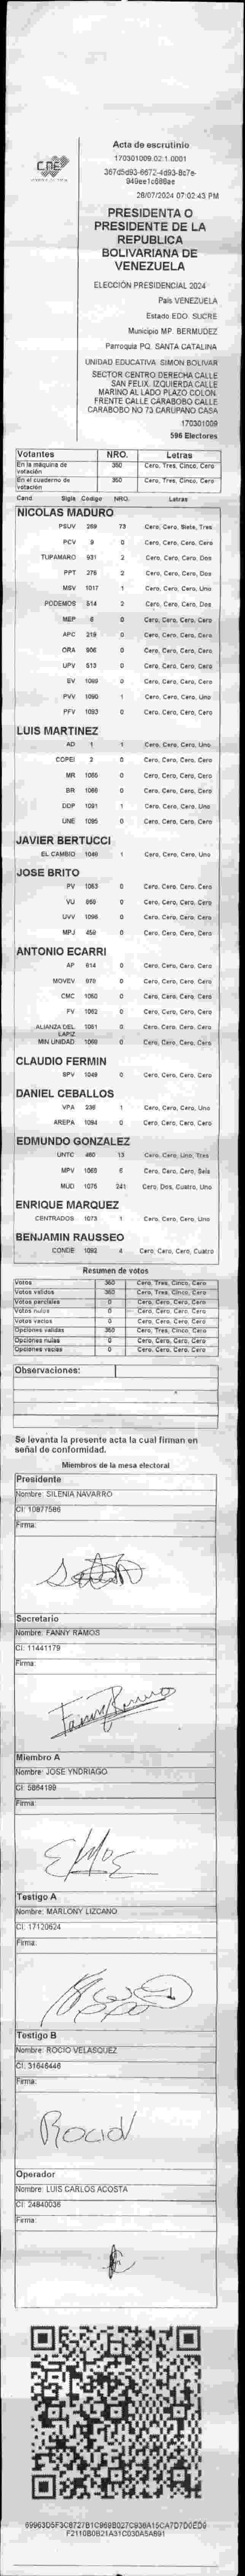 CNE
Acta de escrutinio
170301009.02.1.0001
28/07/2024 07:02:43 PM
PRESIDENTA O
PRESIDENTE DE LA
REPUBLICA
BOLIVARIANA DE
VENEZUELA
ELECCIÓN PRESIDENCIAL 2024
País VENEZUELA
Estado EDO. SUCRE
Municipio MP. BERMUDEZ
Parroquia PQ. SANTA CATALINA
UNIDAD EDUCATIVA SIMON BOLIVAR
SECTOR CENTRO DERECHA CALLE
SAN FELIX. IZQUIERDA CALLE
MARINO AL LADO PLAZO COLON.
FRENTE CALLE CARABOBO CALLE
CARABOBO NO 73 CARUPANO CASA
170301009
596 Electores
Votantes NRO. Letras
En la máquina de votación 350 Cero, Tres, Cinco, Cero
En el cuaderno de votación 350 Cero, Tres, Cinco, Cero
Cand Sigla Código NRO. Letras
NICOLAS MADURO
PSUV 289 73 Cero, Cero, Siete, Tres
PCV 9 0 Cero, Cero, Cero, Cero
TUPAMARO 931 2 Cero, Cero, Cero, Dos
PPT 276 2 Cero, Cero, Cero, Dos
MSV 1017 1 Cero, Cero, Cero, Uno
PODEMOS 514 2 Cero, Cero, Cero, Dos
MEP 6 0 Cero, Cero, Cero, Cero
APC 219 0 Cero, Cero, Cero, Cero
ORA 906 0 Cero, Cero, Cero, Cero
UPV 513 0 Cero, Cero, Cero, Cero
EV 1089 0 Cero, Cero, Cero, Cero
PVV 1090 1 Cero, Cero, Cero, Uno
PFV 1093 0 Cero, Cero, Cero, Cero
LUIS MARTINEZ
AD 1 1 Cero, Cero, Cero, Uno
COPEI 2 0 Cero, Cero, Cero, Cero
MR 1065 0 Cero, Cero, Cero, Cero
BR 1066 0 Cero, Cero, Cero, Cero
DDP 1091 1 Cero, Cero, Cero, Uno
UNE 1095 0 Cero, Cero, Cero, Cero
JAVIER BERTUCCI
EL CAMBIO 1046 1 Cero, Cero, Cero, Uno
JOSE BRITO
PV 1063 0 Cero, Cero, Cero, Cero
VU 959 0 Cero, Cero, Cero, Cero
UVV 1096 0 Cero, Cero, Cero, Cero
MPJ 458 0 Cero, Cero, Cero, Cero
ANTONIO ECARRI
AP 614 0 Cero, Cero, Cero, Cero
MOVEV 979 0 Cero, Cero, Cero, Cero
CMC 1050 0 Cero, Cero, Cero, Cero
FV 1062 0 Cero, Cero, Cero, Cero
ALIANZA DEL LAPIZ 1061 0 Cero, Cero, Cero, Cero
MIN UNIDAD 1069 0 Cero, Cero, Cero, Cero
CLAUDIO FERMIN
SPV 1049 0 Cero, Cero, Cero, Cero
DANIEL CEBALLOS
VPA 236 1 Cero, Cero, Cero, Uno
AREPA 1094 0 Cero, Cero, Cero, Cero
EDMUNDO GONZALEZ
UNTC 460 13 Cero, Cero, Uno, Tres
MPV 1068 6 Cero, Cero, Cero, Seis
MUD 1075 241 Cero, Dos, Cuatro, Uno
ENRIQUE MARQUEZ
CENTRADOS 1073 1 Cero, Cero, Cero, Uno
BENJAMIN RAUSSEO
CONDE 1092 4 Cero, Cero, Cero, Cuatro
Resumen de votos
Votos 350 Cero, Tres, Cinco, Cero
Votos validos 350 Cero, Tres, Cinco, Cero
Votos parciales 0 Cero, Cero, Cero, Cero
Votos nulos 0 Cero, Cero, Cero, Cero
Votos vacios 0 Cero, Cero, Cero, Cero
Opciones validas 350 Cero, Tres, Cinco, Cero
Opciones nulas 0 Cero, Cero, Cero, Cero
Opciones vacias 0 Cero, Cero, Cero, Cero
Observaciones:
Se levanta la presente acta la cual firman en
señal de conformidad.
Miembros de la mesa electoral
Presidente
Nombre: SILENIA NAVARRO
CI: 10877586
Firma:
Secretario
Nombre: FANNY RAMOS
CI: 11441179
Firma:
Fanny Ramos
Miembro A
Nombre: JOSE YNDRIAGO
CI: 5864199
Firma:
Testigo A
Nombre: MARLONY LIZCANO
CI: 17120624
Firma:
Testigo B
Nombre: ROCIO VELASQUEZ
CI: 31646446
Firma:
RocioV
Operador
Nombre: LUIS CARLOS ACOSTA
CI: 24840036
Firma: